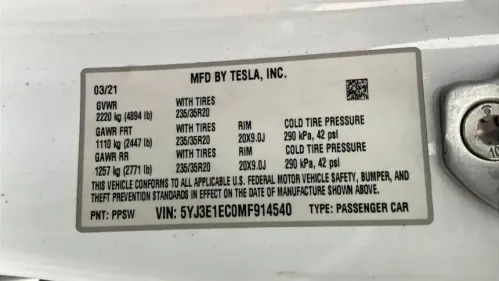 MFD BY TESLA, INC.
03/21
GVWR WITH TIRES
2220 kg (4894 lb) 235/35R20
GAWR FRT WITH TIRES RIM COLD TIRE PRESSURE
1110 kg (2447 lb) 235/35R20 20X9.0J 290 kPa, 42 psi
GAWR RR WITH TIRES RIM COLD TIRE PRESSURE
1257 kg (2771 lb) 235/35R20 20X9.0J 290 kPa, 42 psi
THIS VEHICLE CONFORMS TO ALL APPLICABLE U.S. FEDERAL MOTOR VEHICLE SAFETY, BUMPER, AND
THEFT PREVENTION STANDARDS IN EFFECT ON THE DATE OF MANUFACTURE SHOWN ABOVE.
PNT: PPSW VIN: 5YJ3E1EC0MF914540 TYPE: PASSENGER CAR